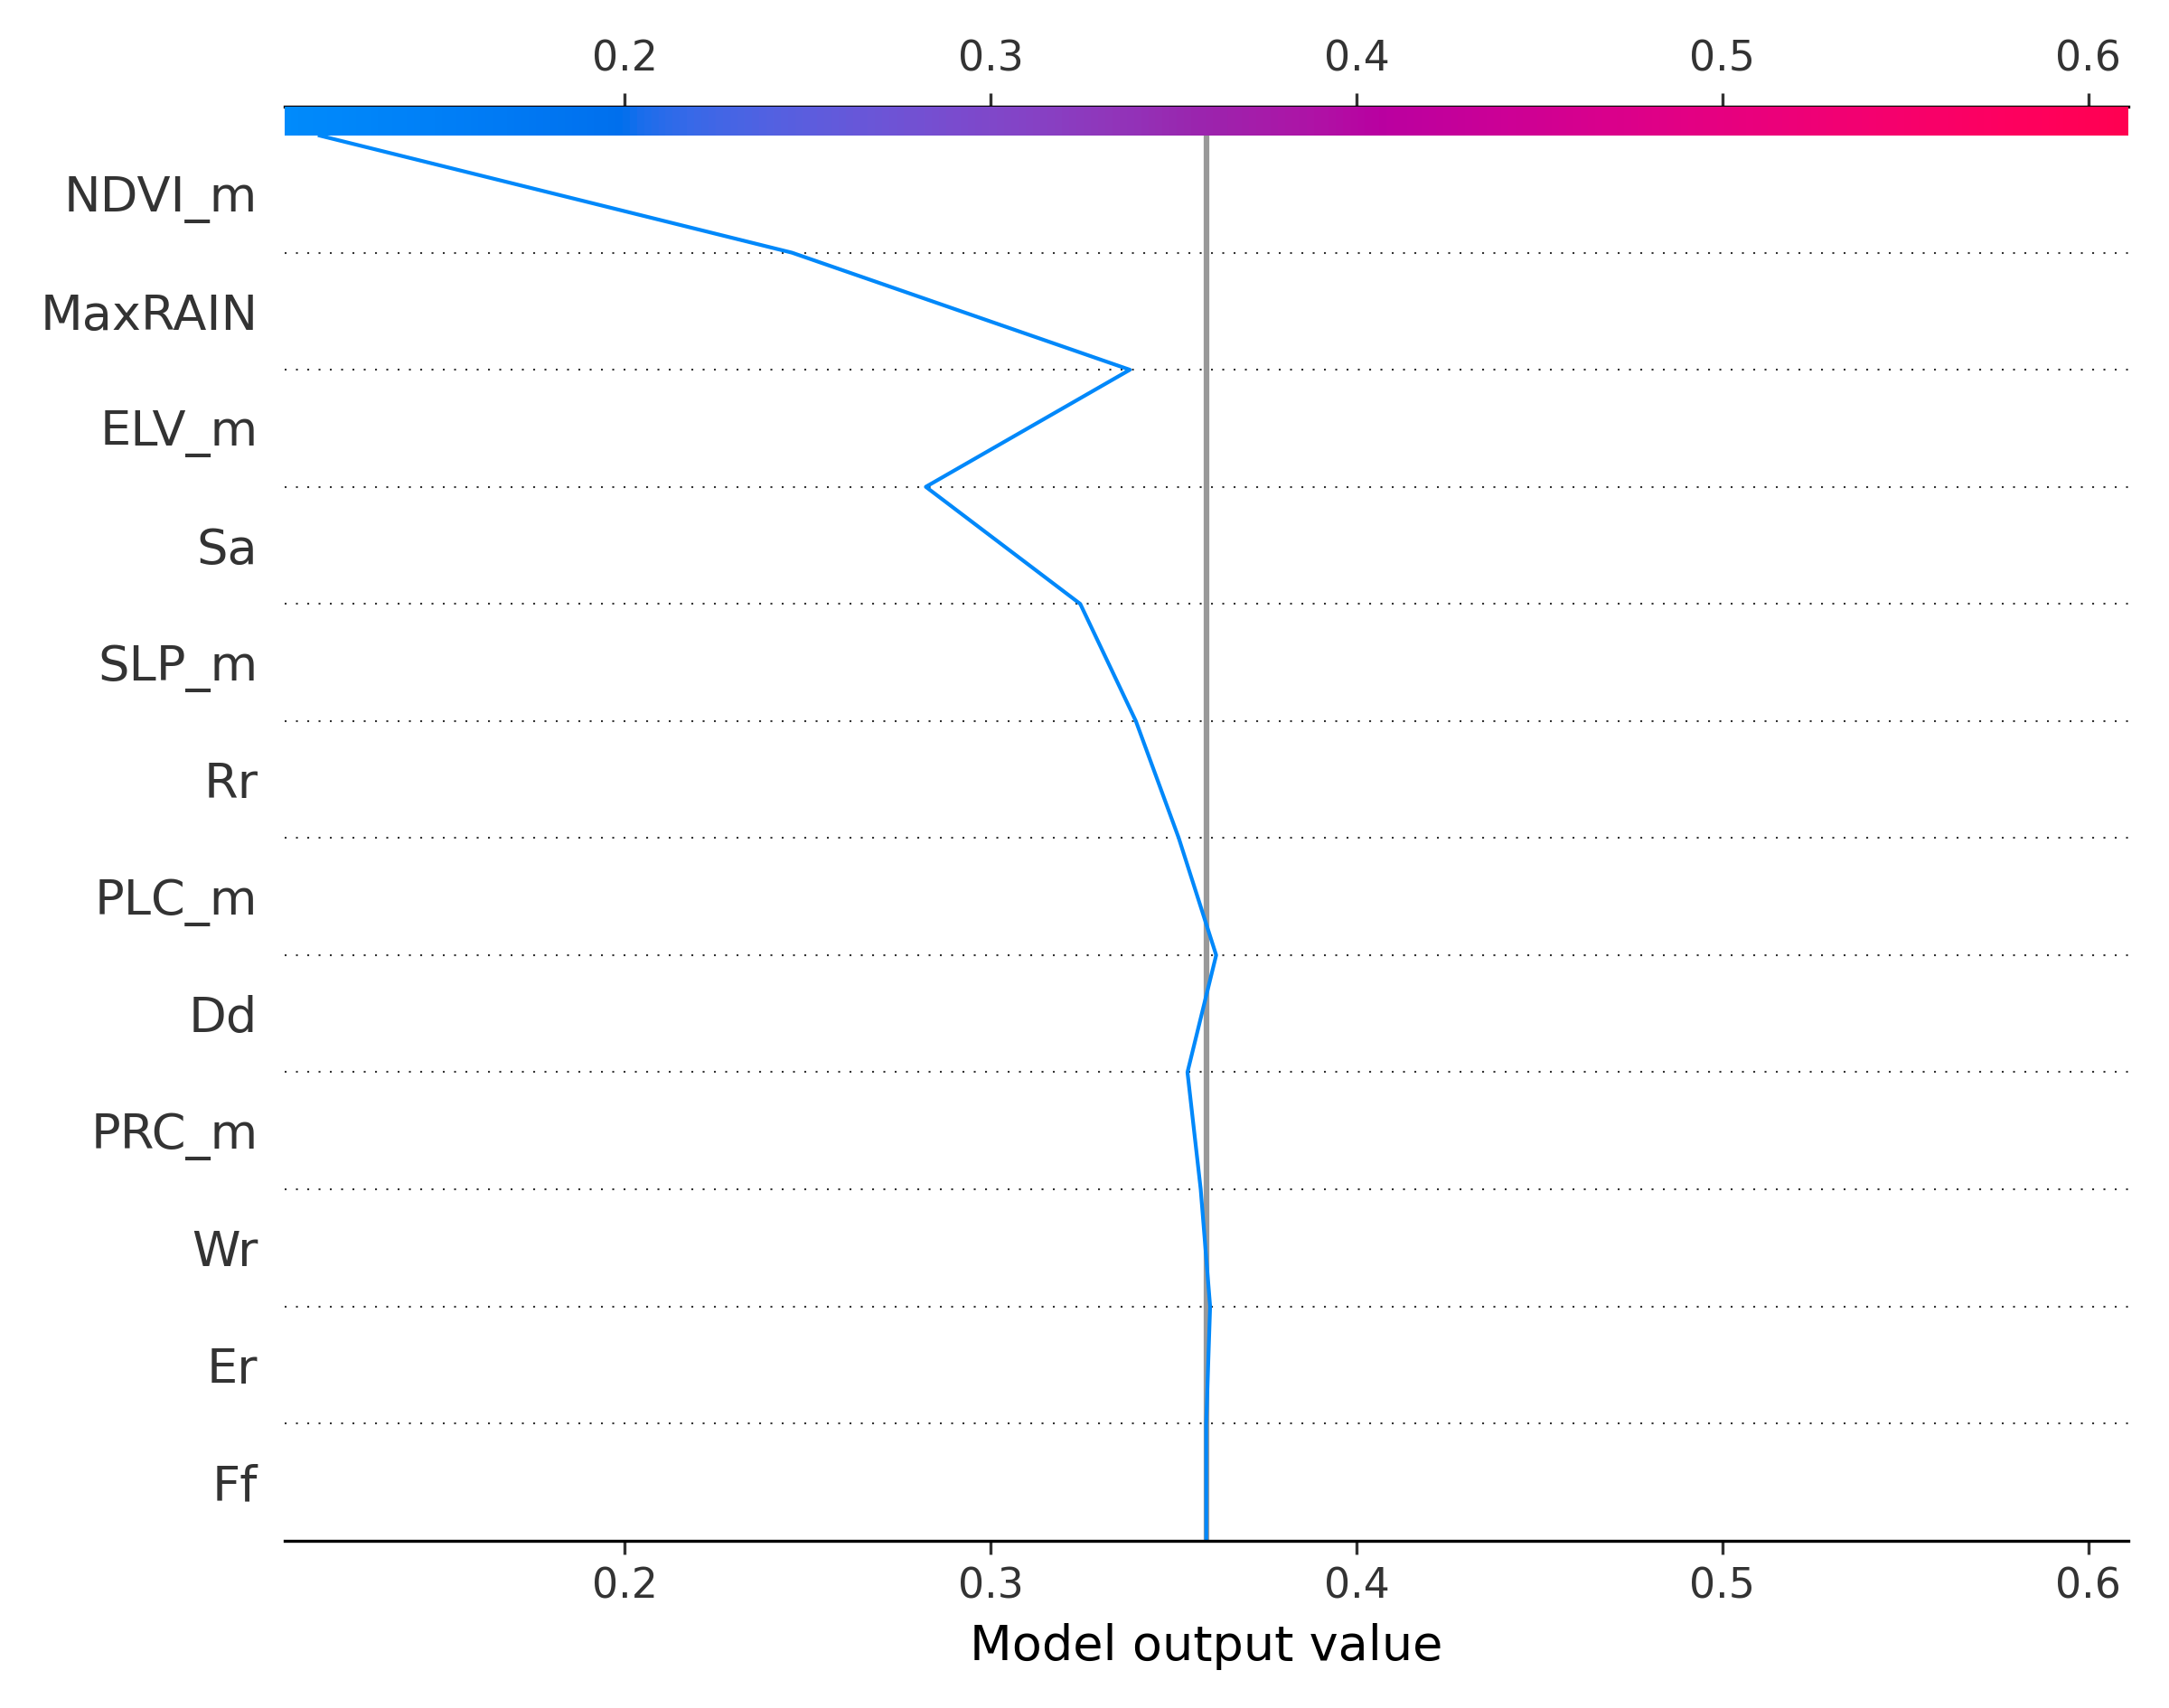 0.2 0.3 0.4 0.5 0.6
NDVI_m
MaxRAIN
ELV_m
Sa
SLP_m
Rr
PLC_m
Dd
PRC_m
Wr
Er
Ff
0.2 0.3 0.4 0.5 0.6
Model output value